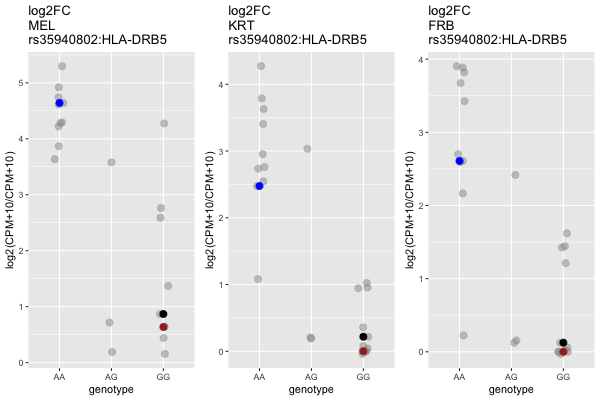 log2FC
MEL
rs35940802:HLA-DRB5
log2(CPM+10/CPM+10)
5
4
3
2
1
0
AA
AG
GG
genotype
log2FC
KRT
rs35940802:HLA-DRB5
log2(CPM+10/CPM+10)
4
3
2
1
0
AA
AG
GG
genotype
log2FC
FRB
rs35940802:HLA-DRB5
log2(CPM+10/CPM+10)
4
3
2
1
0
AA
AG
GG
genotype